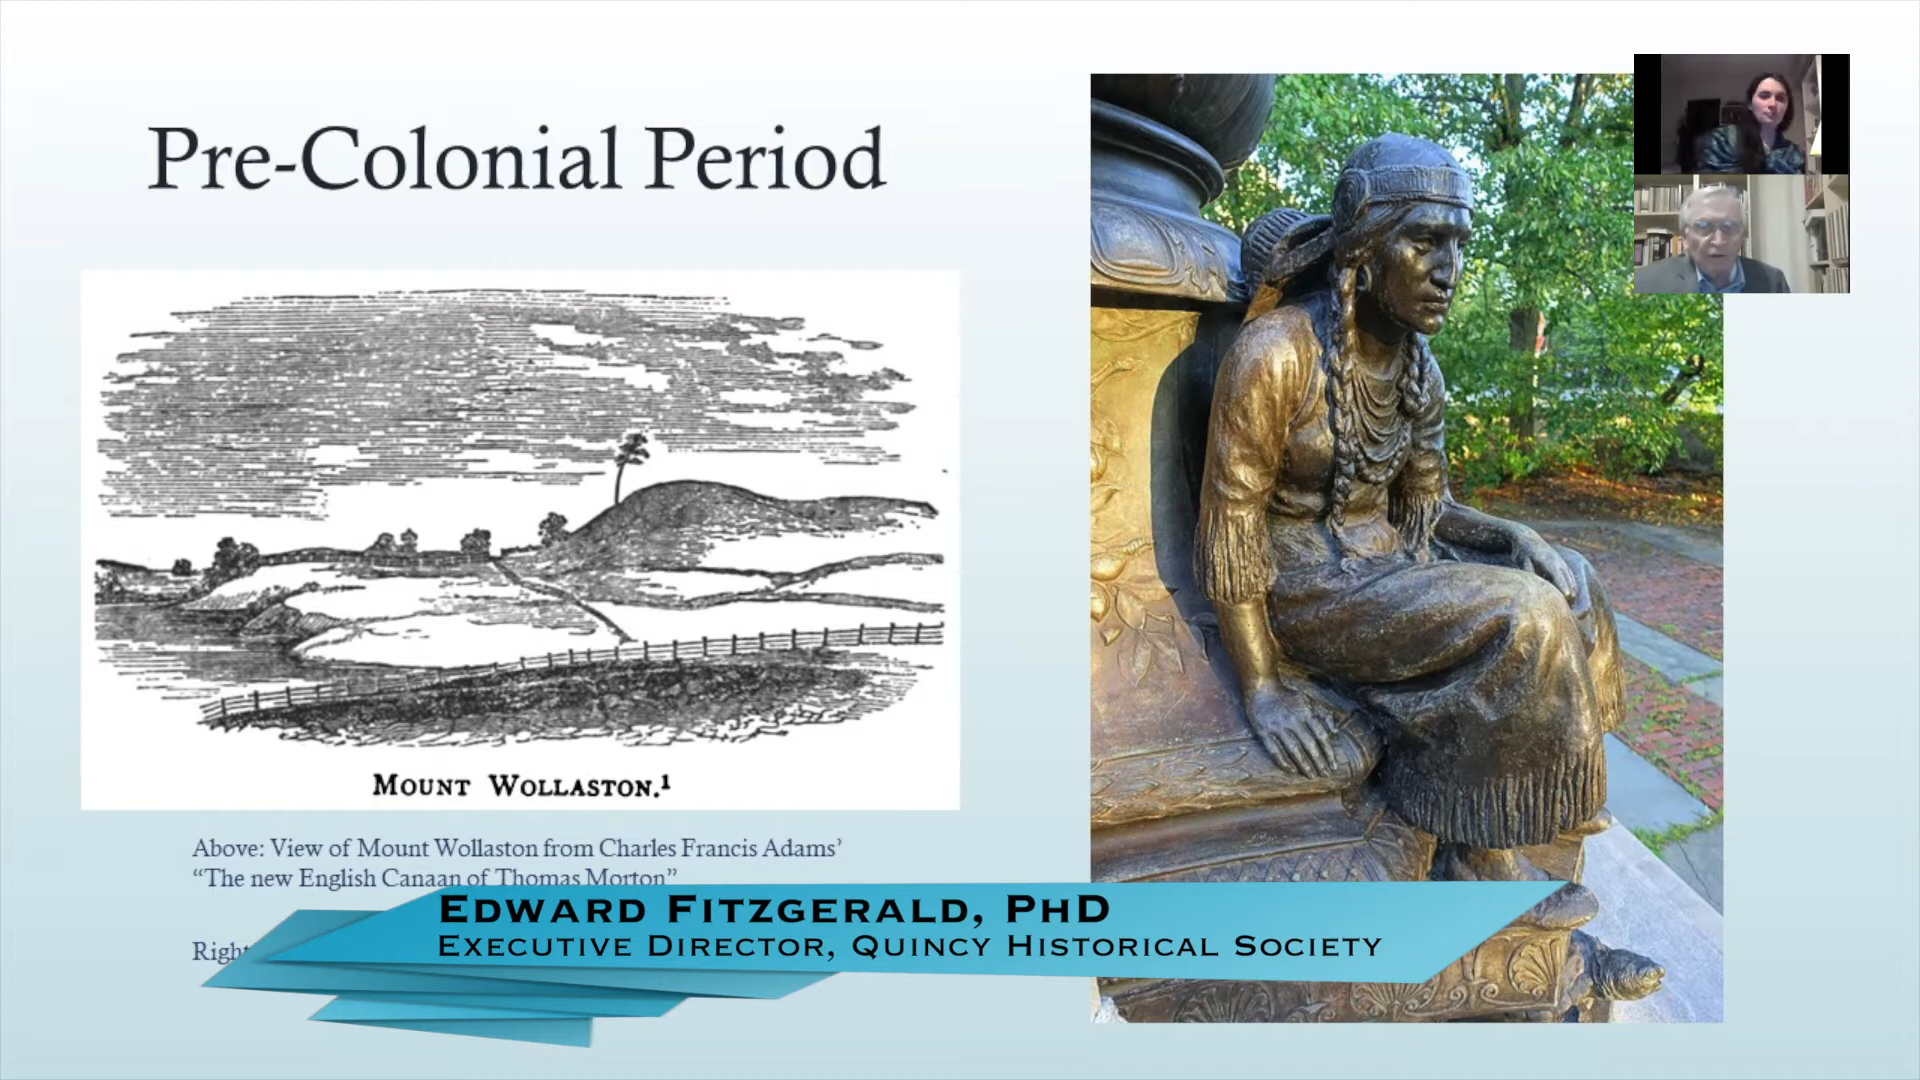 Pre-Colonial Period
MOUNT WOLLASTON.¹
Above: View of Mount Wollaston from Charles Francis Adams’
“The new English Canaan of Thomas Morton”
Right
EDWARD FITZGERALD, PHD
EXECUTIVE DIRECTOR, QUINCY HISTORICAL SOCIETY